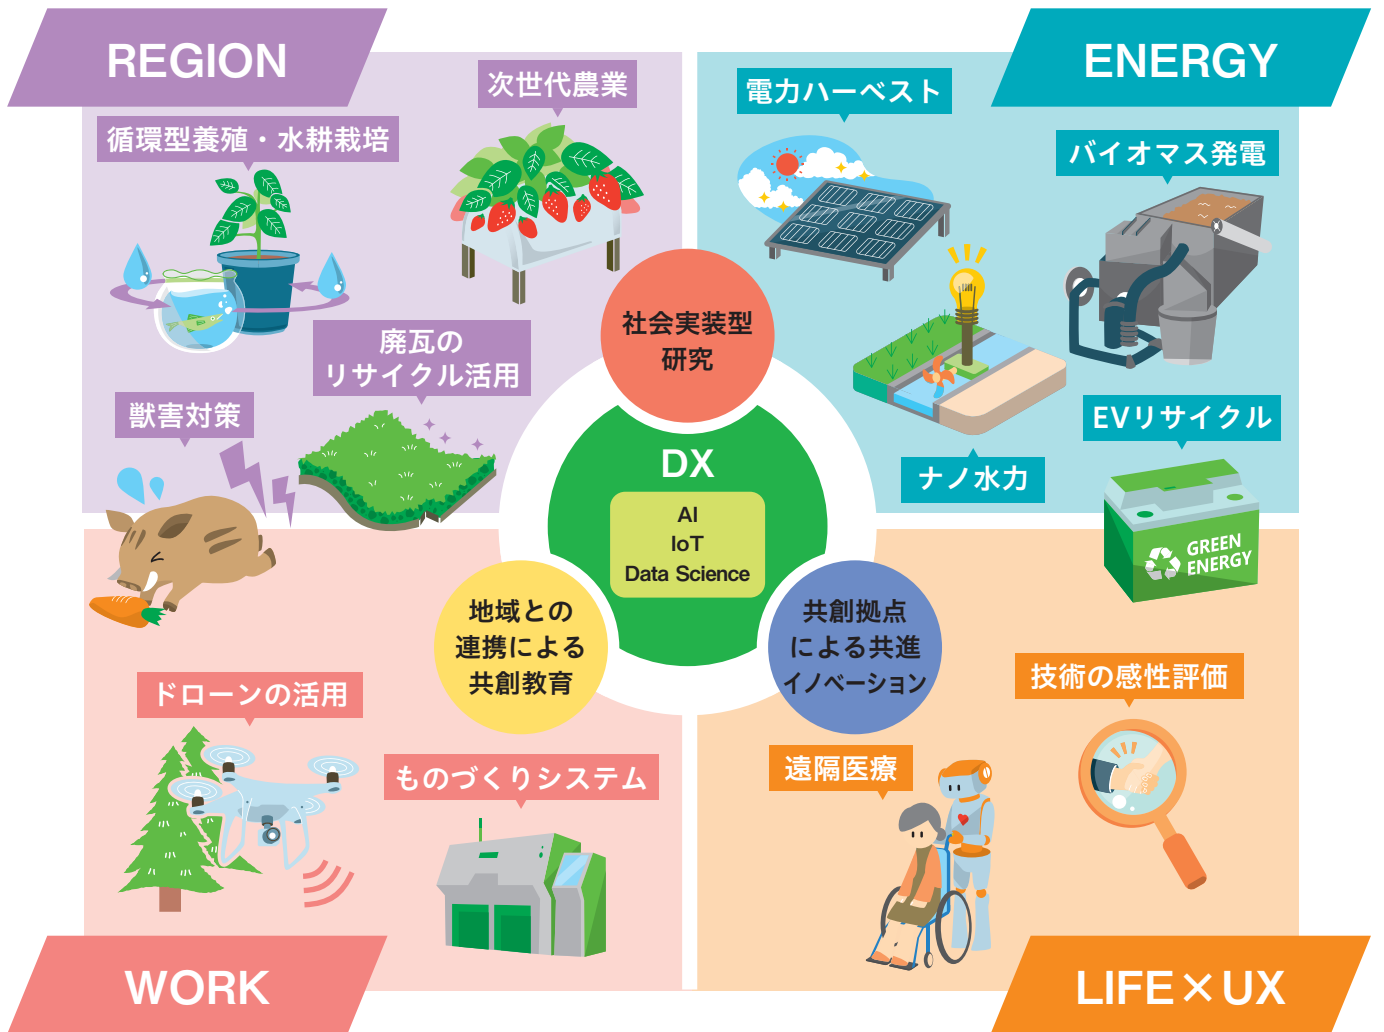 REGION
次世代農業
循環型養殖・水耕栽培
廃瓦の
リサイクル活用
獣害対策
ENERGY
電力ハーベスト
バイオマス発電
ナノ水力
EVリサイクル
GREEN
ENERGY
社会実装型
研究
DX
AI
IoT
Data Science
地域との
連携による
共創教育
共創拠点
による共進
イノベーション
ドローンの活用
ものづくりシステム
WORK
技術の感性評価
遠隔医療
LIFE×UX